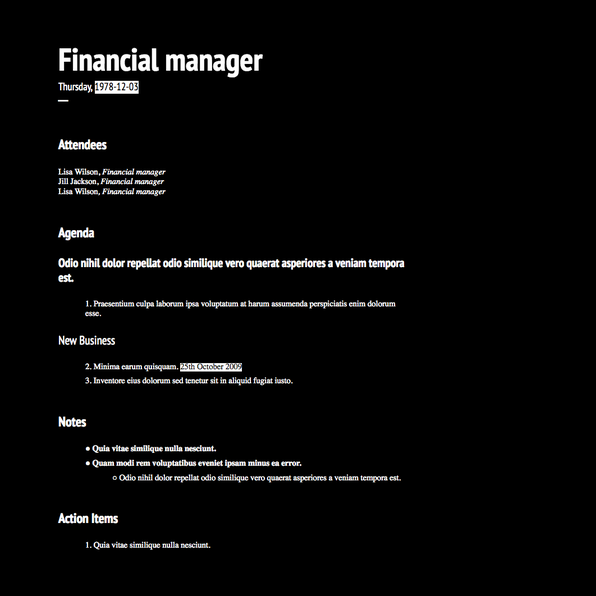 Financial manager
Thursday, 1978-12-03
Attendees
Lisa Wilson, Financial manager
Jill Jackson, Financial manager
Lisa Wilson, Financial manager
Agenda
Odio nihil dolor repellat odio similique vero quaerat asperiores a veniam tempora
est.
1. Praesentium culpa laborum ipsa voluptatum at harum assumenda perspiciatis enim dolorum
esse.
New Business
2. Minima earum quisquam. 25th October 2009
3. Inventore eius dolorum sed tenetur sit in aliquid fugiat iusto.
Notes
● Quia vitae similique nulla nesciunt.
● Quam modi rem voluptatibus eveniet ipsam minus ea error.
○ Odio nihil dolor repellat odio similique vero quaerat asperiores a veniam tempora est.
Action Items
1. Quia vitae similique nulla nesciunt.